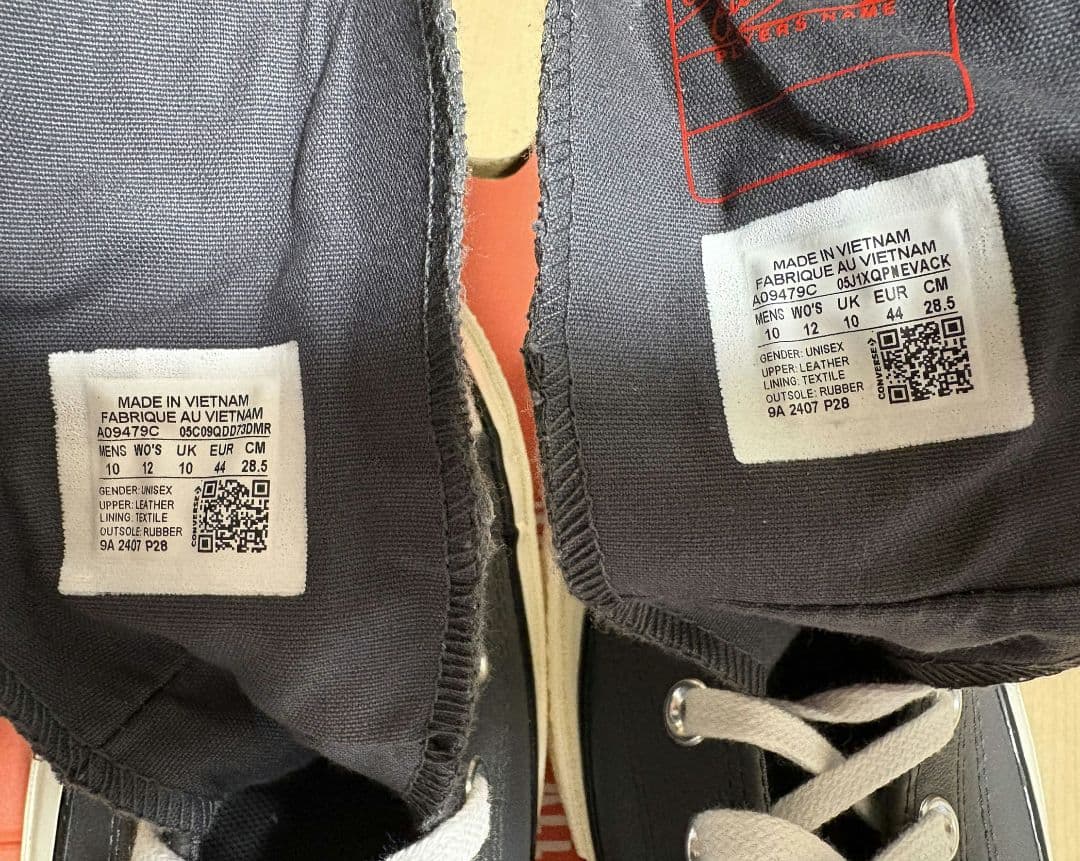 MADE IN VIETNAM
FABRIQUE AU VIETNAM
A09479C 05C09QDD73DMR
MENS WO'S UK EUR CM
10 12 10 44 28.5
GENDER: UNISEX
UPPER: LEATHER
LINING: TEXTILE
OUTSOLE: RUBBER
9A 2407 P28
CONVERSE
NAME
MADE IN VIETNAM
FABRIQUE AU VIETNAM
A09479C 05J1XQPNEVACK
MENS WO'S UK EUR CM
10 12 10 44 28.5
GENDER: UNISEX
UPPER: LEATHER
LINING: TEXTILE
OUTSOLE: RUBBER
9A 2407 P28
CONVERSE